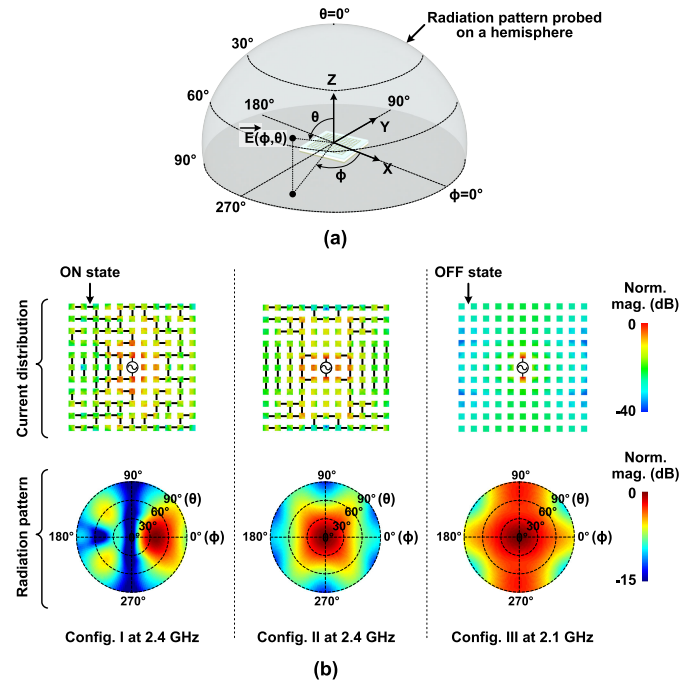 θ=0°
Radiation pattern probed
on a hemisphere
30°
Z
60°
180°
90°
θ
Y
E(ϕ,θ)
X
90°
ϕ
ϕ=0°
270°
(a)
ON state
OFF state
Norm.
mag. (dB)
0
-40
Current distribution
Norm.
mag. (dB)
0
-15
Radiation pattern
90°
90° (θ)
60°
30°
0°
180°
0° (ϕ)
270°
90°
90° (θ)
60°
30°
0°
180°
0° (ϕ)
270°
90°
90° (θ)
60°
30°
0°
180°
0° (ϕ)
270°
Config. I at 2.4 GHz
Config. II at 2.4 GHz
Config. III at 2.1 GHz
(b)